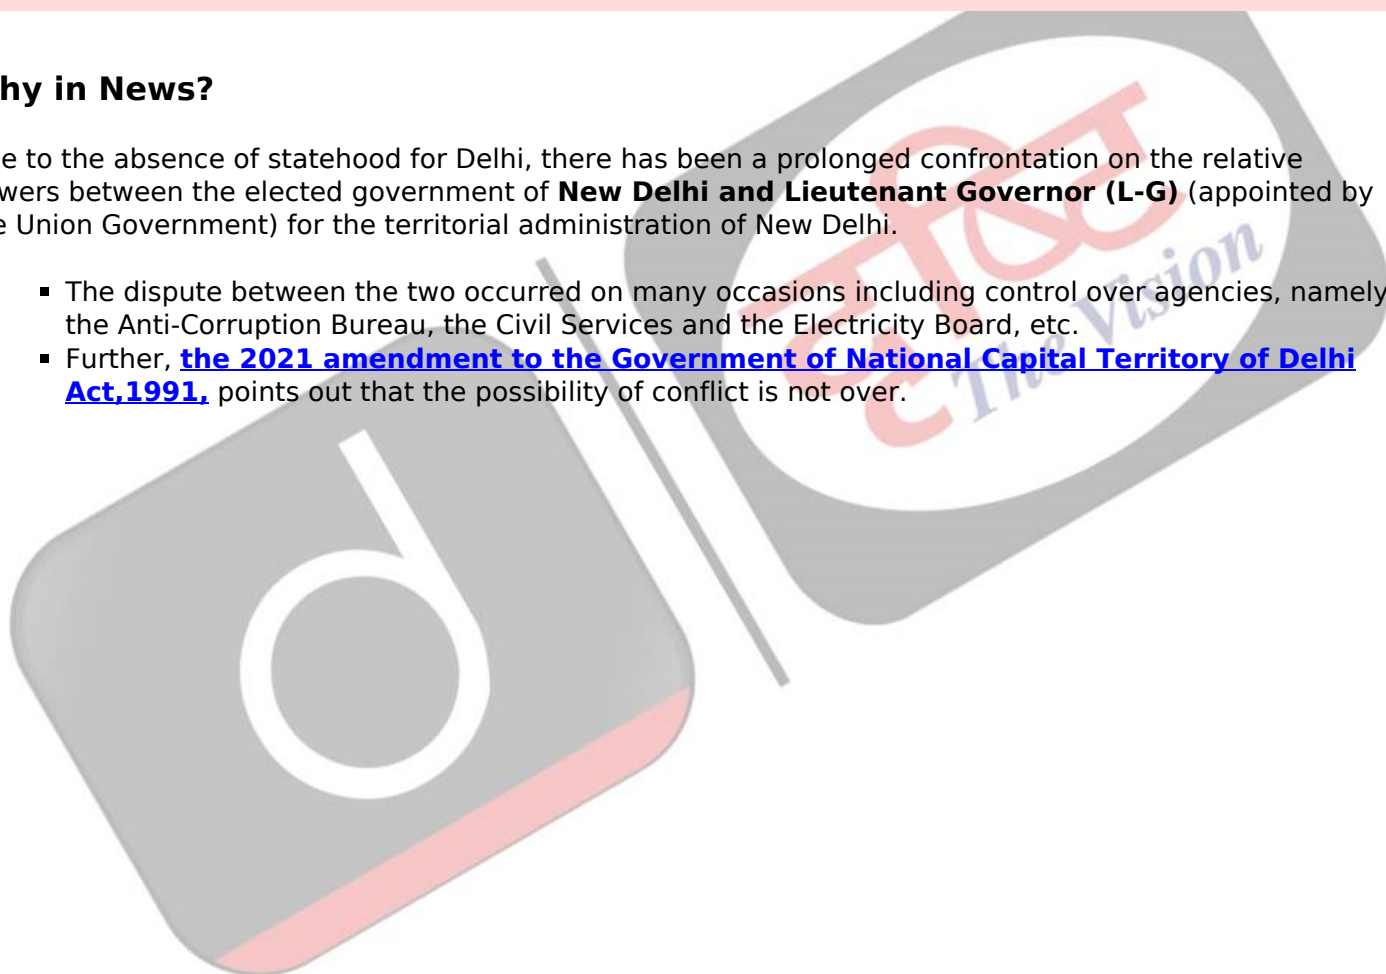 hy in News?
e to the absence of statehood for Delhi, there has been a prolonged confrontation on the relative
wers between the elected government of New Delhi and Lieutenant Governor (L-G) (appointed by
e Union Government) for the territorial administration of New Delhi.
▪ The dispute between the two occurred on many occasions including control over agencies, namely
the Anti-Corruption Bureau, the Civil Services and the Electricity Board, etc.
▪ Further, the 2021 amendment to the Government of National Capital Territory of Delhi
Act,1991, points out that the possibility of conflict is not over.
दृष्टि
The Vision
d